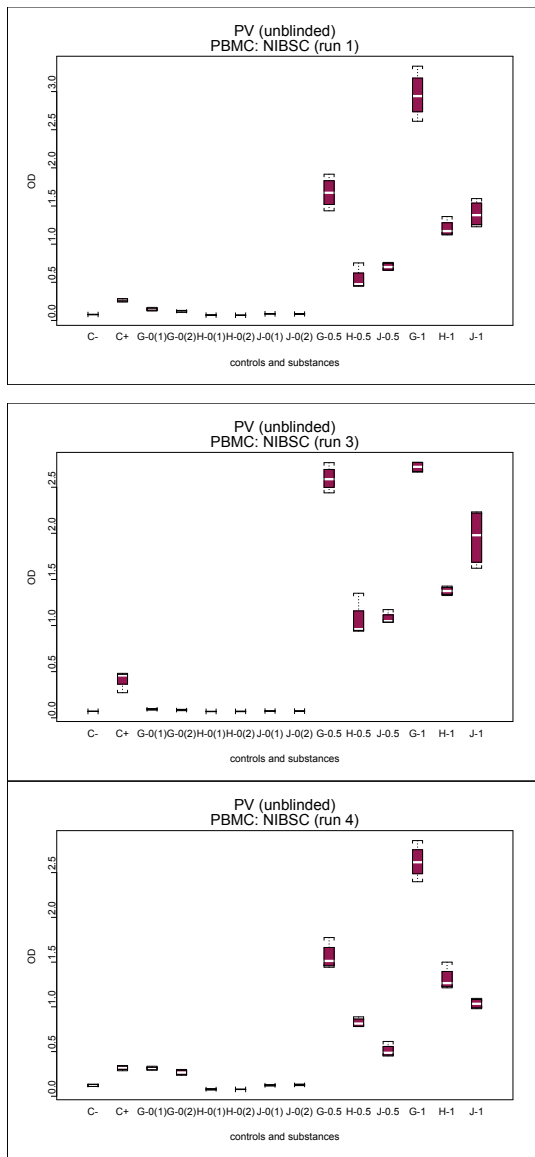 PV (unblinded)
PBMC: NIBSC (run 1)
OD
3.0
2.5
2.0
1.5
1.0
0.5
0.0
C- C+ G-0(1) G-0(2) H-0(1) H-0(2) J-0(1) J-0(2) G-0.5 H-0.5 J-0.5 G-1 H-1 J-1
controls and substances
PV (unblinded)
PBMC: NIBSC (run 3)
OD
2.5
2.0
1.5
1.0
0.5
0.0
C- C+ G-0(1) G-0(2) H-0(1) H-0(2) J-0(1) J-0(2) G-0.5 H-0.5 J-0.5 G-1 H-1 J-1
controls and substances
PV (unblinded)
PBMC: NIBSC (run 4)
OD
2.5
2.0
1.5
1.0
0.5
0.0
C- C+ G-0(1) G-0(2) H-0(1) H-0(2) J-0(1) J-0(2) G-0.5 H-0.5 J-0.5 G-1 H-1 J-1
controls and substances